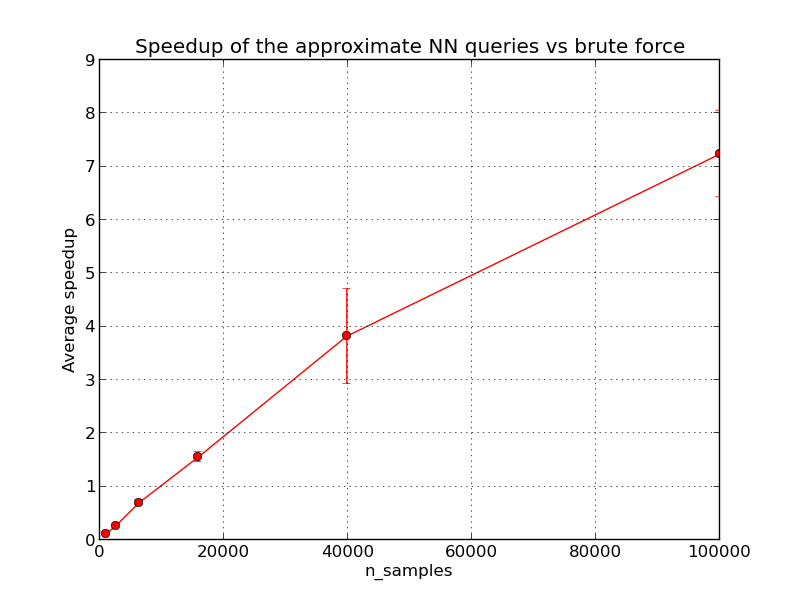 Speedup of the approximate NN queries vs brute force
9
8
7
6
5
4
3
2
1
0
Average speedup
0 20000 40000 60000 80000 100000
n_samples